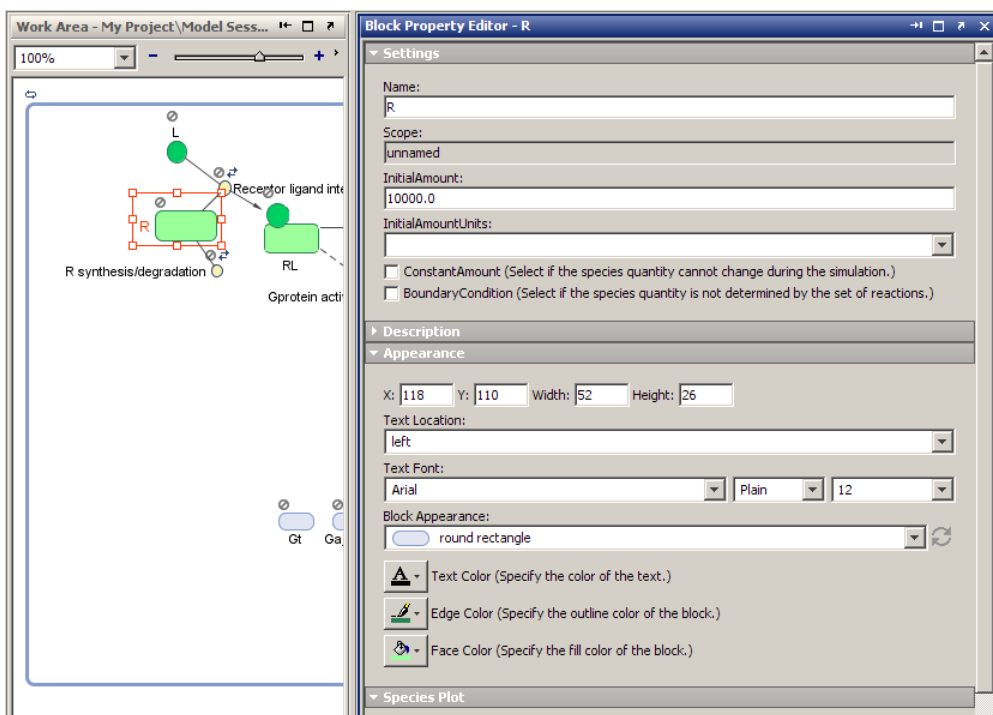 Work Area - My Project\Model Sess...
100%
L
Receptor ligand inte
R
RL
R synthesis/degradation
Gprotein acti
Gt
Ga_
Block Property Editor - R
Settings
Name:
R
Scope:
unnamed
InitialAmount:
10000.0
InitialAmountUnits:
ConstantAmount (Select if the species quantity cannot change during the simulation.)
BoundaryCondition (Select if the species quantity is not determined by the set of reactions.)
Description
Appearance
X: 118 Y: 110 Width: 52 Height: 26
Text Location:
left
Text Font:
Arial Plain 12
Block Appearance:
round rectangle
A Text Color (Specify the color of the text.)
Edge Color (Specify the outline color of the block.)
Face Color (Specify the fill color of the block.)
Species Plot